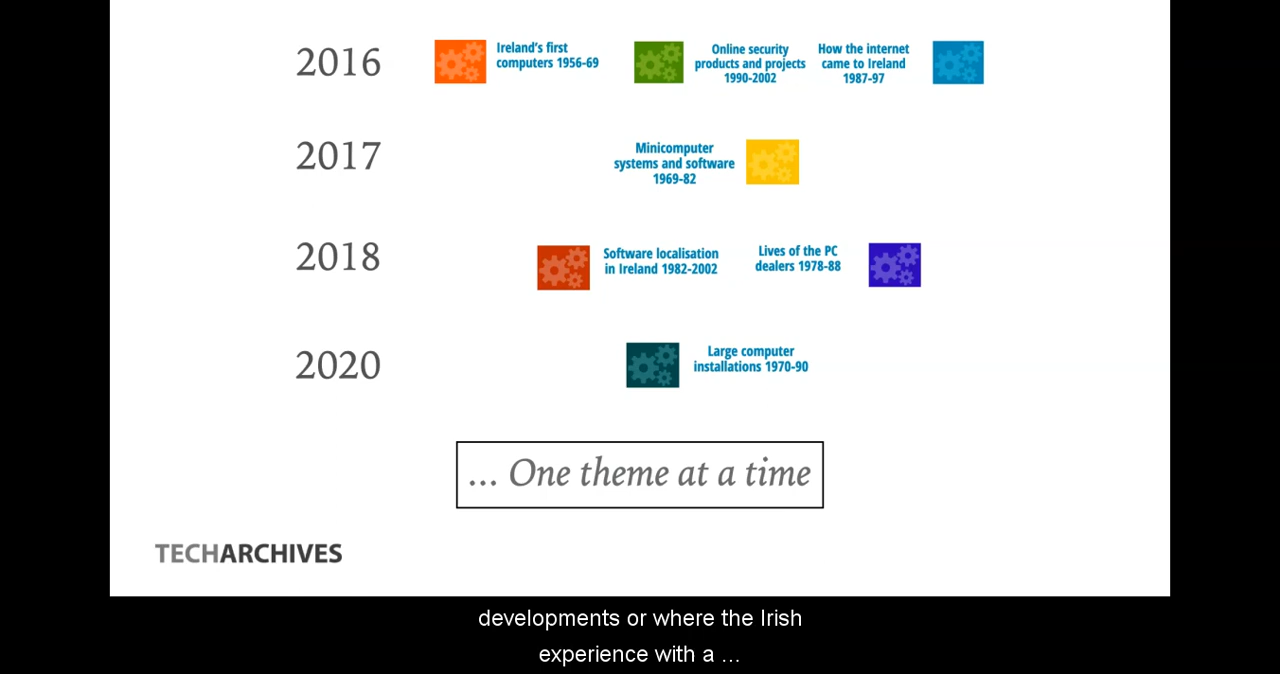 2016
Ireland's first
computers 1956-69
Online security
products and projects
1990-2002
How the internet
came to Ireland
1987-97
2017
Minicomputer
systems and software
1969-82
2018
Software localisation
in Ireland 1982-2002
Lives of the PC
dealers 1978-88
2020
Large computer
installations 1970-90
... One theme at a time
TECHARCHIVES
developments or where the Irish
experience with a ...